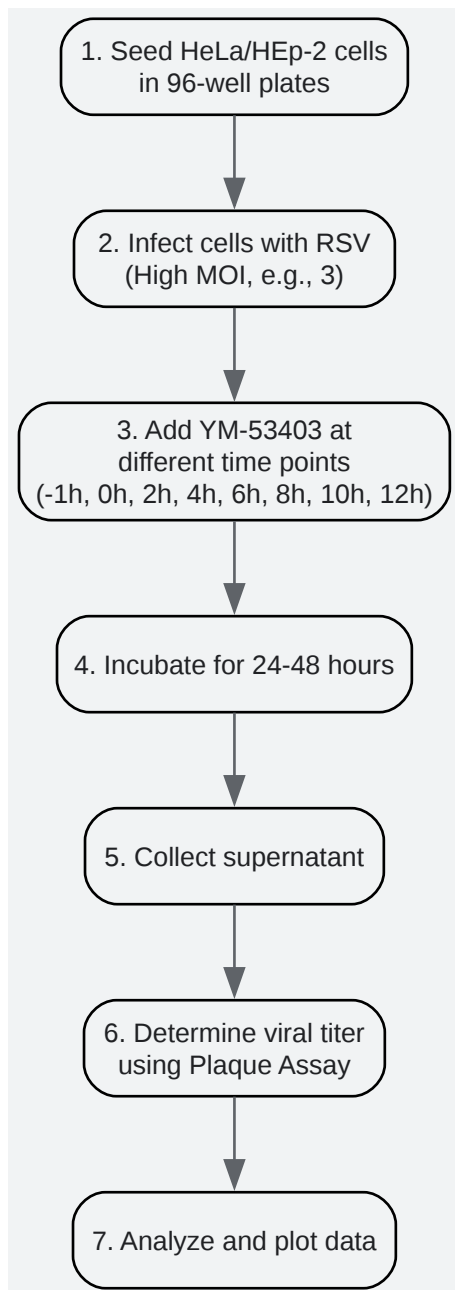 1. Seed HeLa/HEp-2 cells
in 96-well plates
2. Infect cells with RSV
(High MOI, e.g., 3)
3. Add YM-53403 at
different time points
(-1h, 0h, 2h, 4h, 6h, 8h, 10h, 12h)
4. Incubate for 24-48 hours
5. Collect supernatant
6. Determine viral titer
using Plaque Assay
7. Analyze and plot data